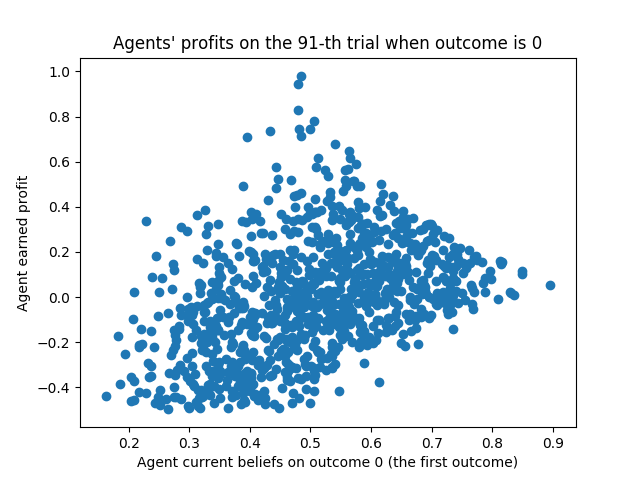 Agents' profits on the 91-th trial when outcome is 0
1.0
0.8
0.6
0.4
0.2
0.0
−0.2
−0.4
Agent earned profit
0.2 0.3 0.4 0.5 0.6 0.7 0.8 0.9
Agent current beliefs on outcome 0 (the first outcome)